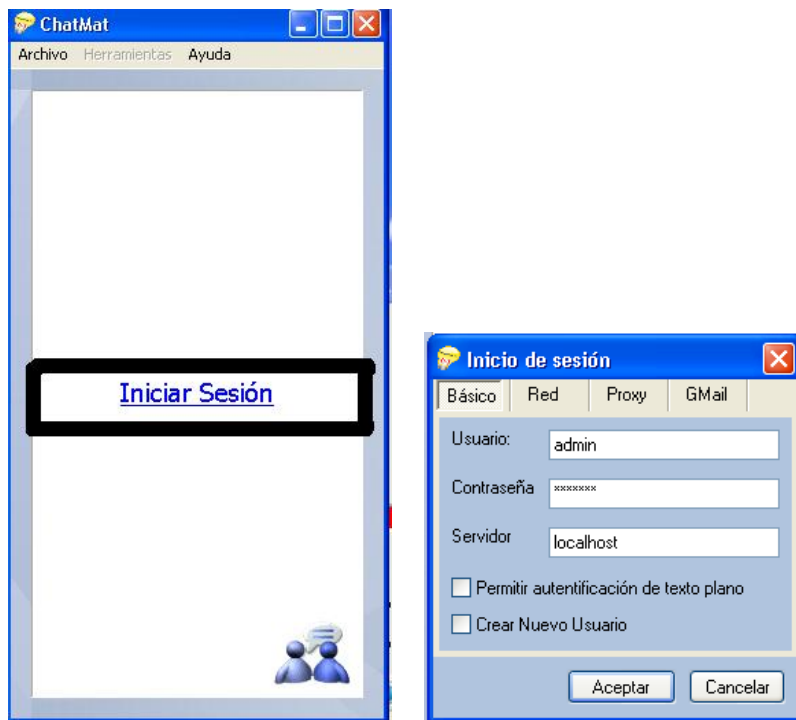 ChatMat
Archivo Herramientas Ayuda
Iniciar Sesión
Inicio de sesión
Básico Red Proxy GMail
Usuario: admin
Contraseña *******
Servidor localhost
Permitir autentificación de texto plano
Crear Nuevo Usuario
Aceptar Cancelar